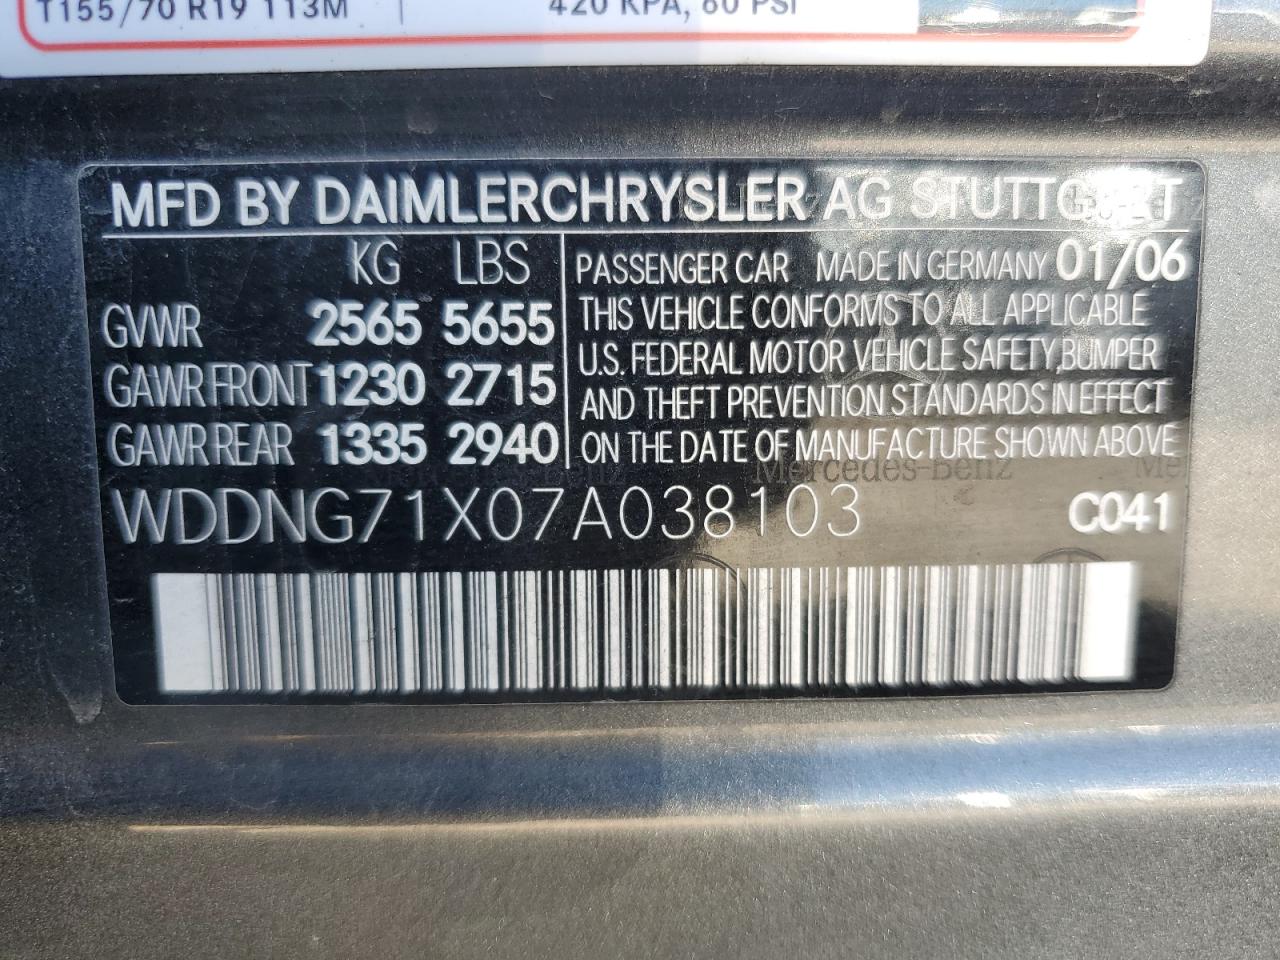 T155/70 R19 113M 420 KPA, 60 PSI
MFD BY DAIMLERCHRYSLER AG STUTTGART
KG LBS
GVWR 2565 5655
GAWR FRONT 1230 2715
GAWR REAR 1335 2940
PASSENGER CAR MADE IN GERMANY 01/06
THIS VEHICLE CONFORMS TO ALL APPLICABLE
U.S. FEDERAL MOTOR VEHICLE SAFETY, BUMPER
AND THEFT PREVENTION STANDARDS IN EFFECT
ON THE DATE OF MANUFACTURE SHOWN ABOVE
Mercedes-Benz
WDDNG71X07A038103 C041